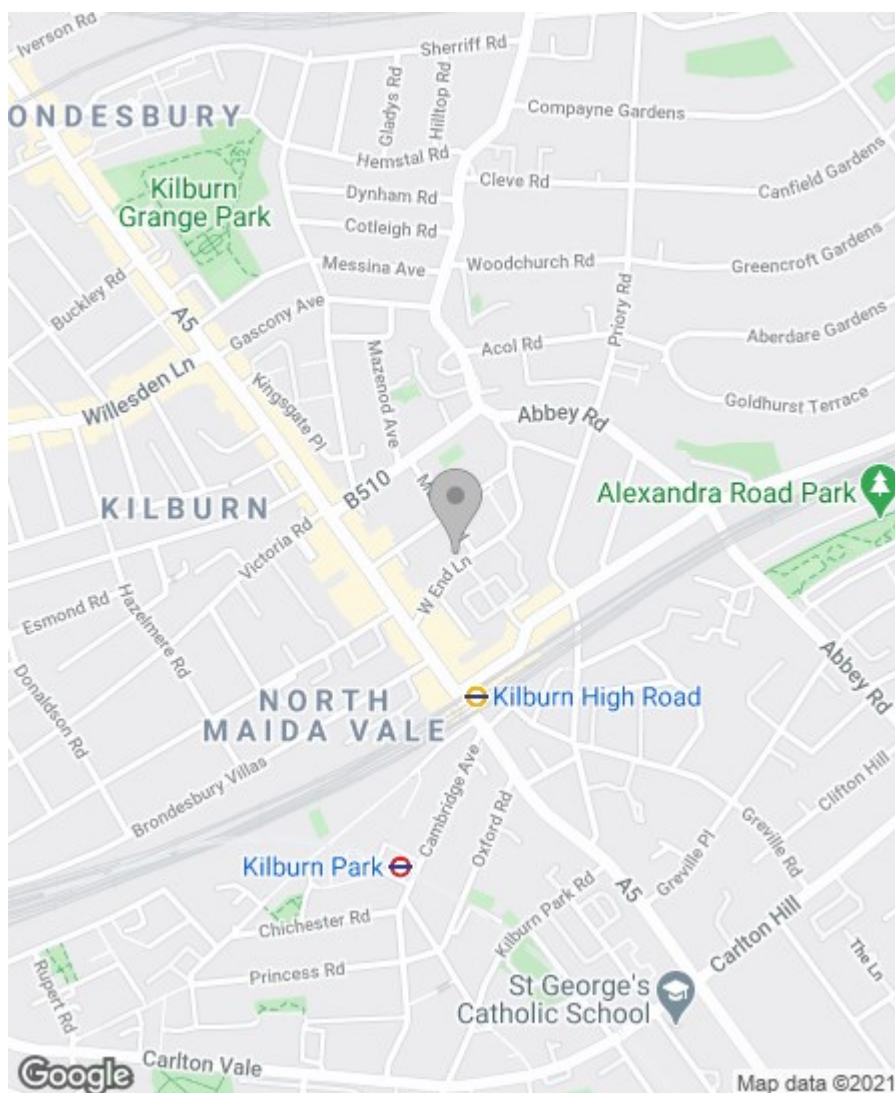 Iverson Rd
Sherriff Rd
Gladys Rd
Hilltop Rd
Compayne Gardens
ONDESBURY
Hemstal Rd
Cleve Rd
Canfield Gardens
Kilburn
Grange Park
Dynham Rd
Cotleigh Rd
Messina Ave
Woodchurch Rd
Greencroft Gardens
Buckley Rd
Priory Rd
A5
Gascony Ave
Acol Rd
Aberdare Gardens
Willesden Ln
Mazenod Ave
Kingsgate Pl
Goldhurst Terrace
Abbey Rd
B510
Alexandra Road Park
KILBURN
Victoria Rd
W End Ln
Esmond Rd
Hazelmere Rd
Donaldson Rd
NORTH
MAIDA VALE
Kilburn High Road
Abbey Rd
Brondesbury Villas
Cambridge Ave
Clifton Hill
Oxford Rd
Greville Pl
Greville Rd
Kilburn Park
A5
Kilburn Park Rd
Chichester Rd
Carlton Hill
The Ln
Princess Rd
Rupert Rd
St George's
Catholic School
Carlton Vale
Google
Map data ©2021